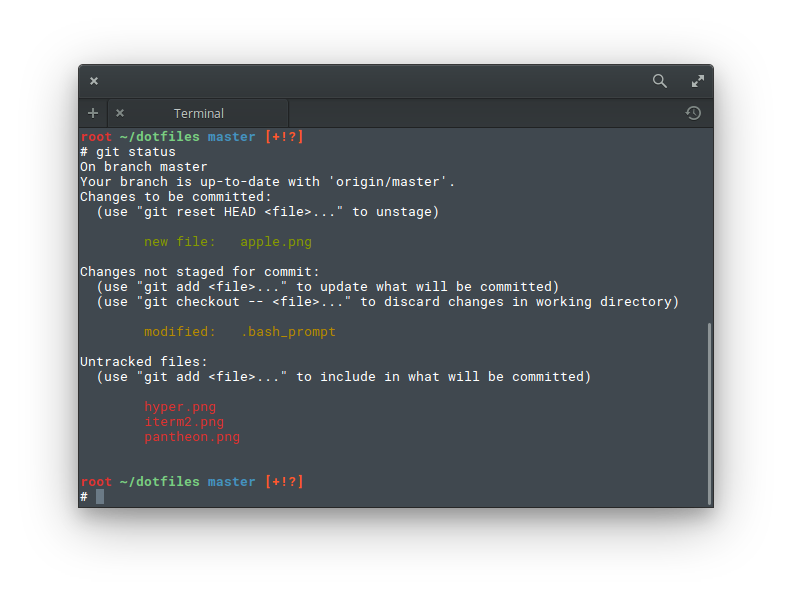 Terminal
root ~/dotfiles master [+!?]
# git status
On branch master
Your branch is up-to-date with 'origin/master'.
Changes to be committed:
  (use "git reset HEAD <file>..." to unstage)
        new file:   apple.png
Changes not staged for commit:
  (use "git add <file>..." to update what will be committed)
  (use "git checkout -- <file>..." to discard changes in working directory)
        modified:   .bash_prompt
Untracked files:
  (use "git add <file>..." to include in what will be committed)
        hyper.png
        iterm2.png
        pantheon.png
root ~/dotfiles master [+!?]
#